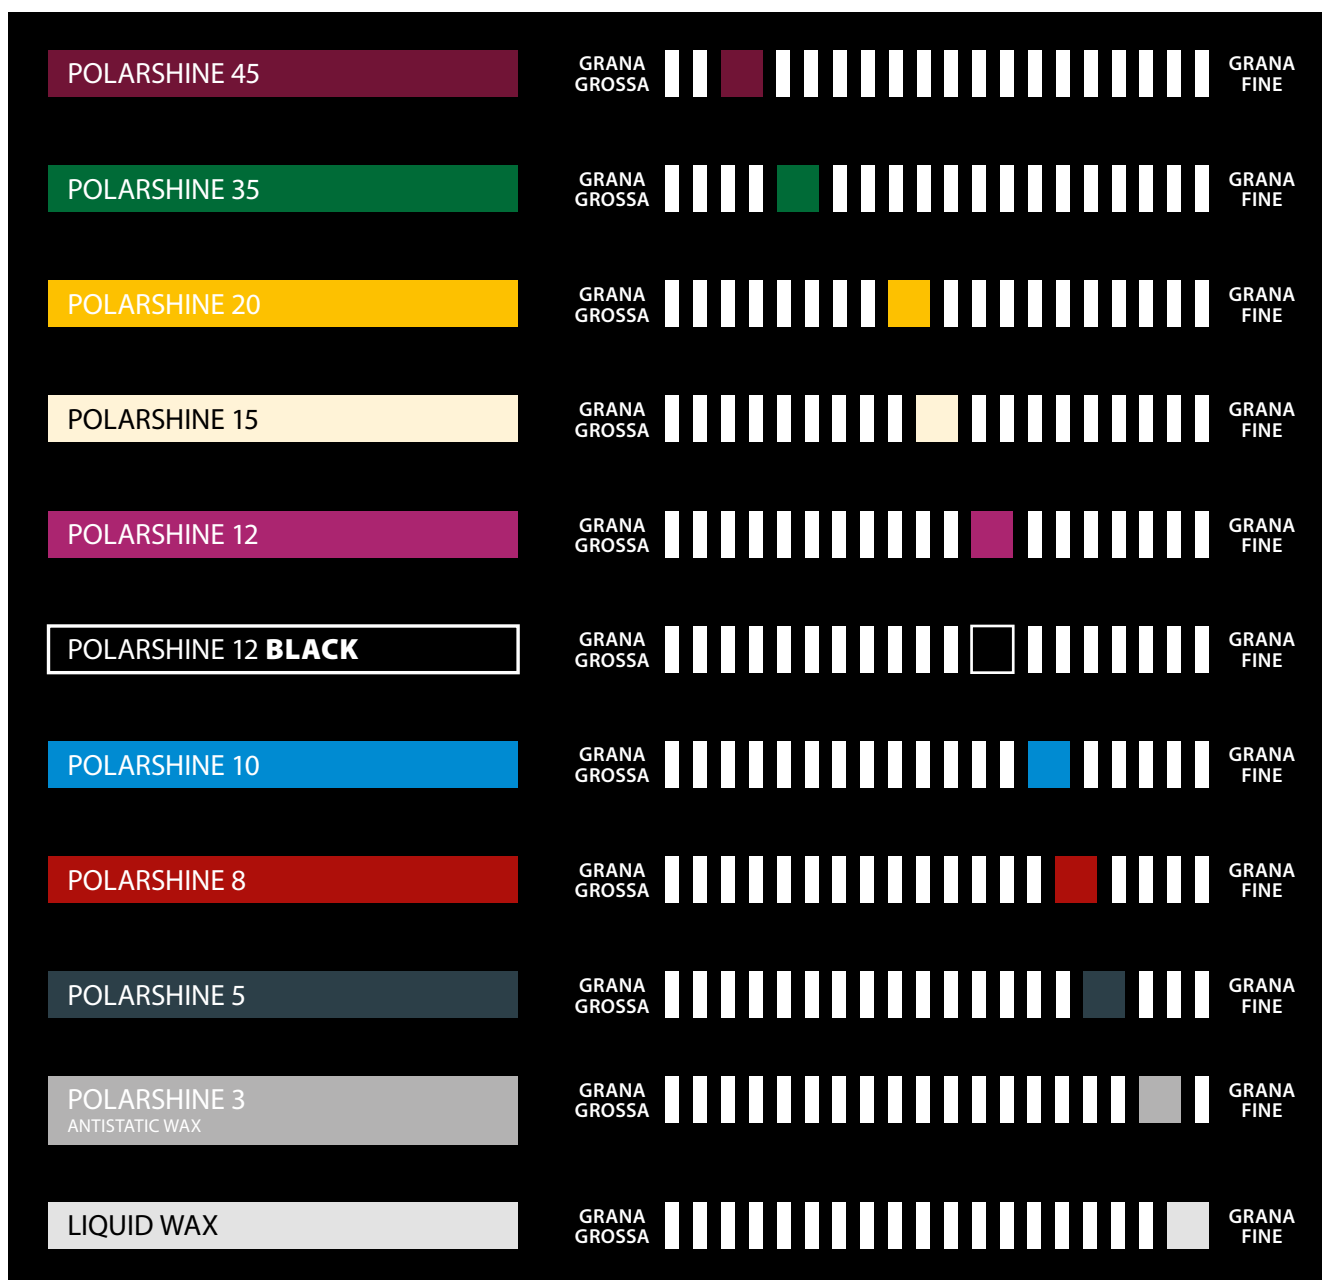 POLARSHINE 45
GRANA
GROSSA
GRANA
FINE
POLARSHINE 35
GRANA
GROSSA
GRANA
FINE
POLARSHINE 20
GRANA
GROSSA
GRANA
FINE
POLARSHINE 15
GRANA
GROSSA
GRANA
FINE
POLARSHINE 12
GRANA
GROSSA
GRANA
FINE
POLARSHINE 12 BLACK
GRANA
GROSSA
GRANA
FINE
POLARSHINE 10
GRANA
GROSSA
GRANA
FINE
POLARSHINE 8
GRANA
GROSSA
GRANA
FINE
POLARSHINE 5
GRANA
GROSSA
GRANA
FINE
POLARSHINE 3
ANTISTATIC WAX
GRANA
GROSSA
GRANA
FINE
LIQUID WAX
GRANA
GROSSA
GRANA
FINE